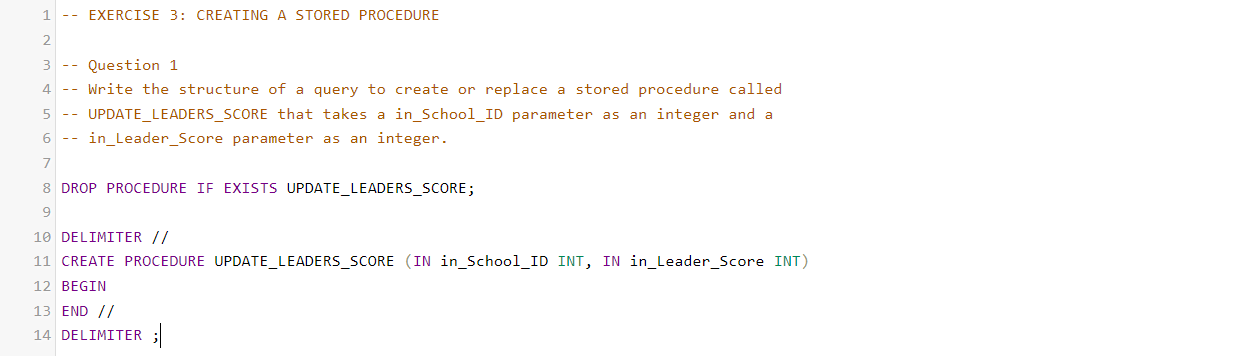 1 -- EXERCISE 3: CREATING A STORED PROCEDURE
2
3 -- Question 1
4 -- Write the structure of a query to create or replace a stored procedure called
5 -- UPDATE_LEADERS_SCORE that takes a in_School_ID parameter as an integer and a
6 -- in_Leader_Score parameter as an integer.
7
8 DROP PROCEDURE IF EXISTS UPDATE_LEADERS_SCORE;
9
10 DELIMITER //
11 CREATE PROCEDURE UPDATE_LEADERS_SCORE (IN in_School_ID INT, IN in_Leader_Score INT)
12 BEGIN
13 END //
14 DELIMITER ;